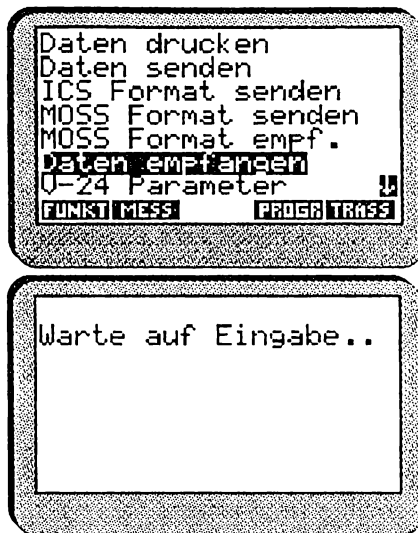 Daten drucken
Daten senden
ICS Format senden
MOSS Format senden
MOSS Format empf.
Daten empfangen
V-24 Parameter
FUNKT MESS PROGR TRASS
Warte auf Eingabe..